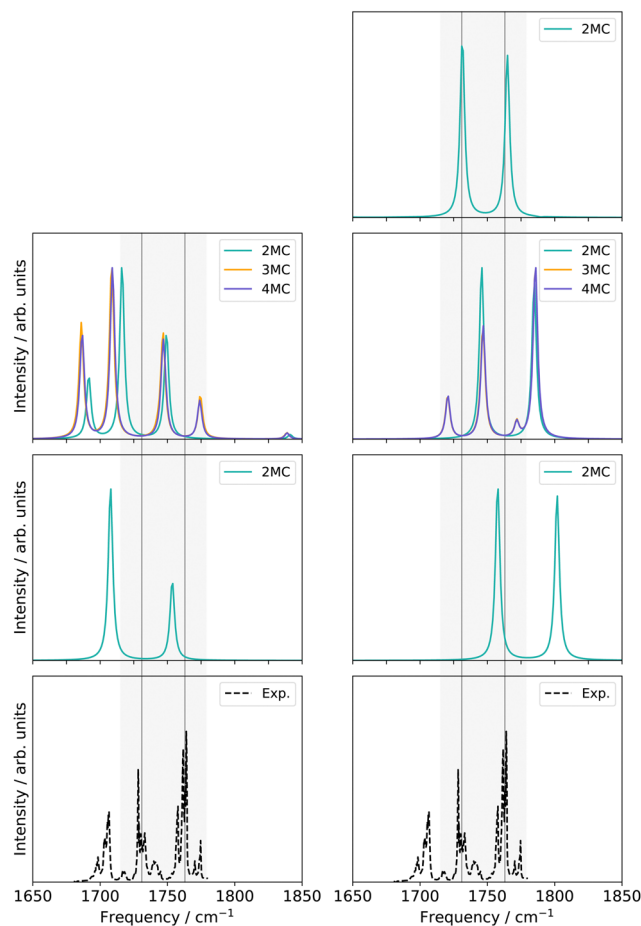 2MC
Intensity / arb. units
2MC
3MC
4MC
2MC
3MC
4MC
Intensity / arb. units
2MC
2MC
Intensity / arb. units
Exp.
Exp.
1650 1700 1750 1800 1850
1650 1700 1750 1800 1850
Frequency / cm⁻¹
Frequency / cm⁻¹